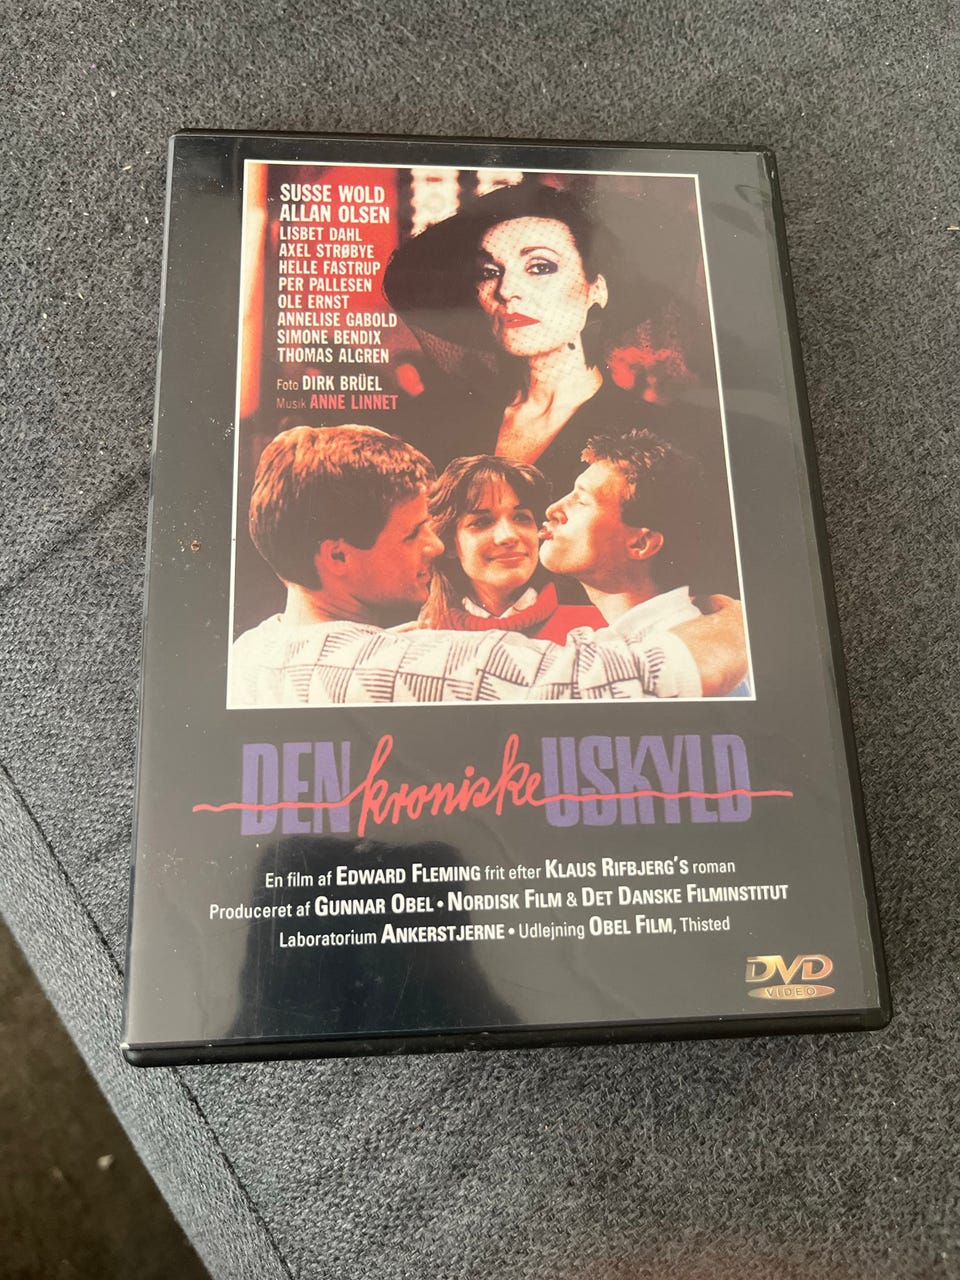 SUSSE WOLD
ALLAN OLSEN
LISBET DAHL
AXEL STRØBYE
HELLE FASTRUP
PER PALLESEN
OLE ERNST
ANNELISE GABOLD
SIMONE BENDIX
THOMAS ALGREN
Foto DIRK BRÜEL
Musik ANNE LINNET
DEN kroniske USKYLD
En film af EDWARD FLEMING frit efter KLAUS RIFBJERG'S roman
Produceret af GUNNAR OBEL • NORDISK FILM & DET DANSKE FILMINSTITUT
Laboratorium ANKERSTJERNE • Udlejning OBEL FILM, Thisted
DVD
VIDEO